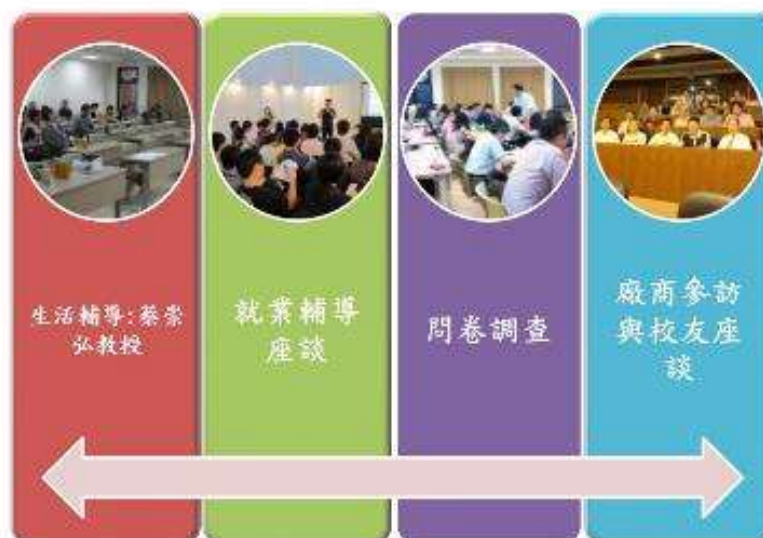 生活輔導:蔡崇
弘教授
就業輔導
座談
問卷調查
廠商參訪
與校友座
談